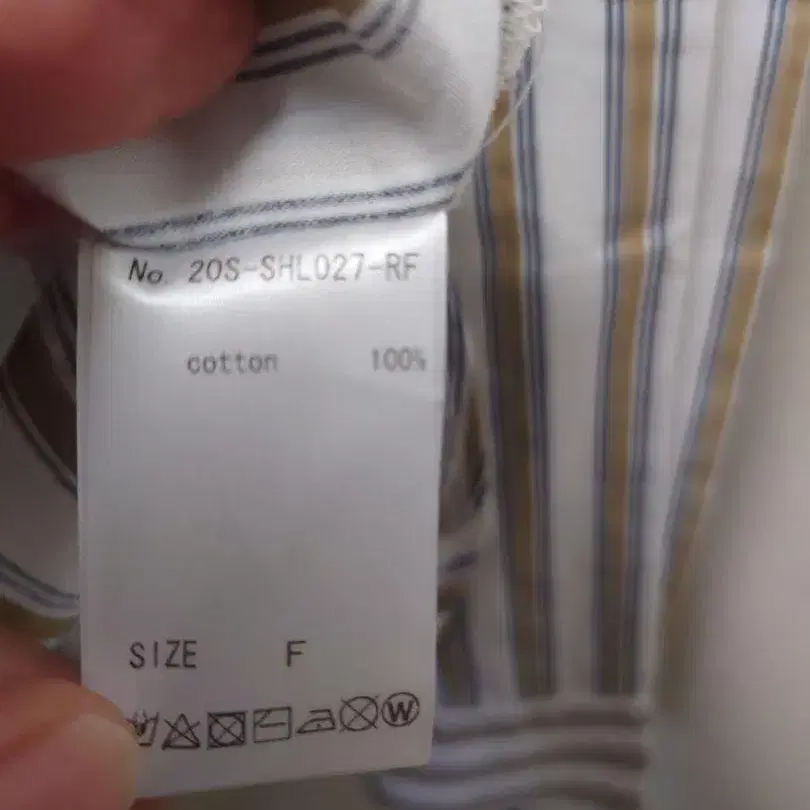 No. 20S-SHL027-RF
cotton 100%
SIZE F
W